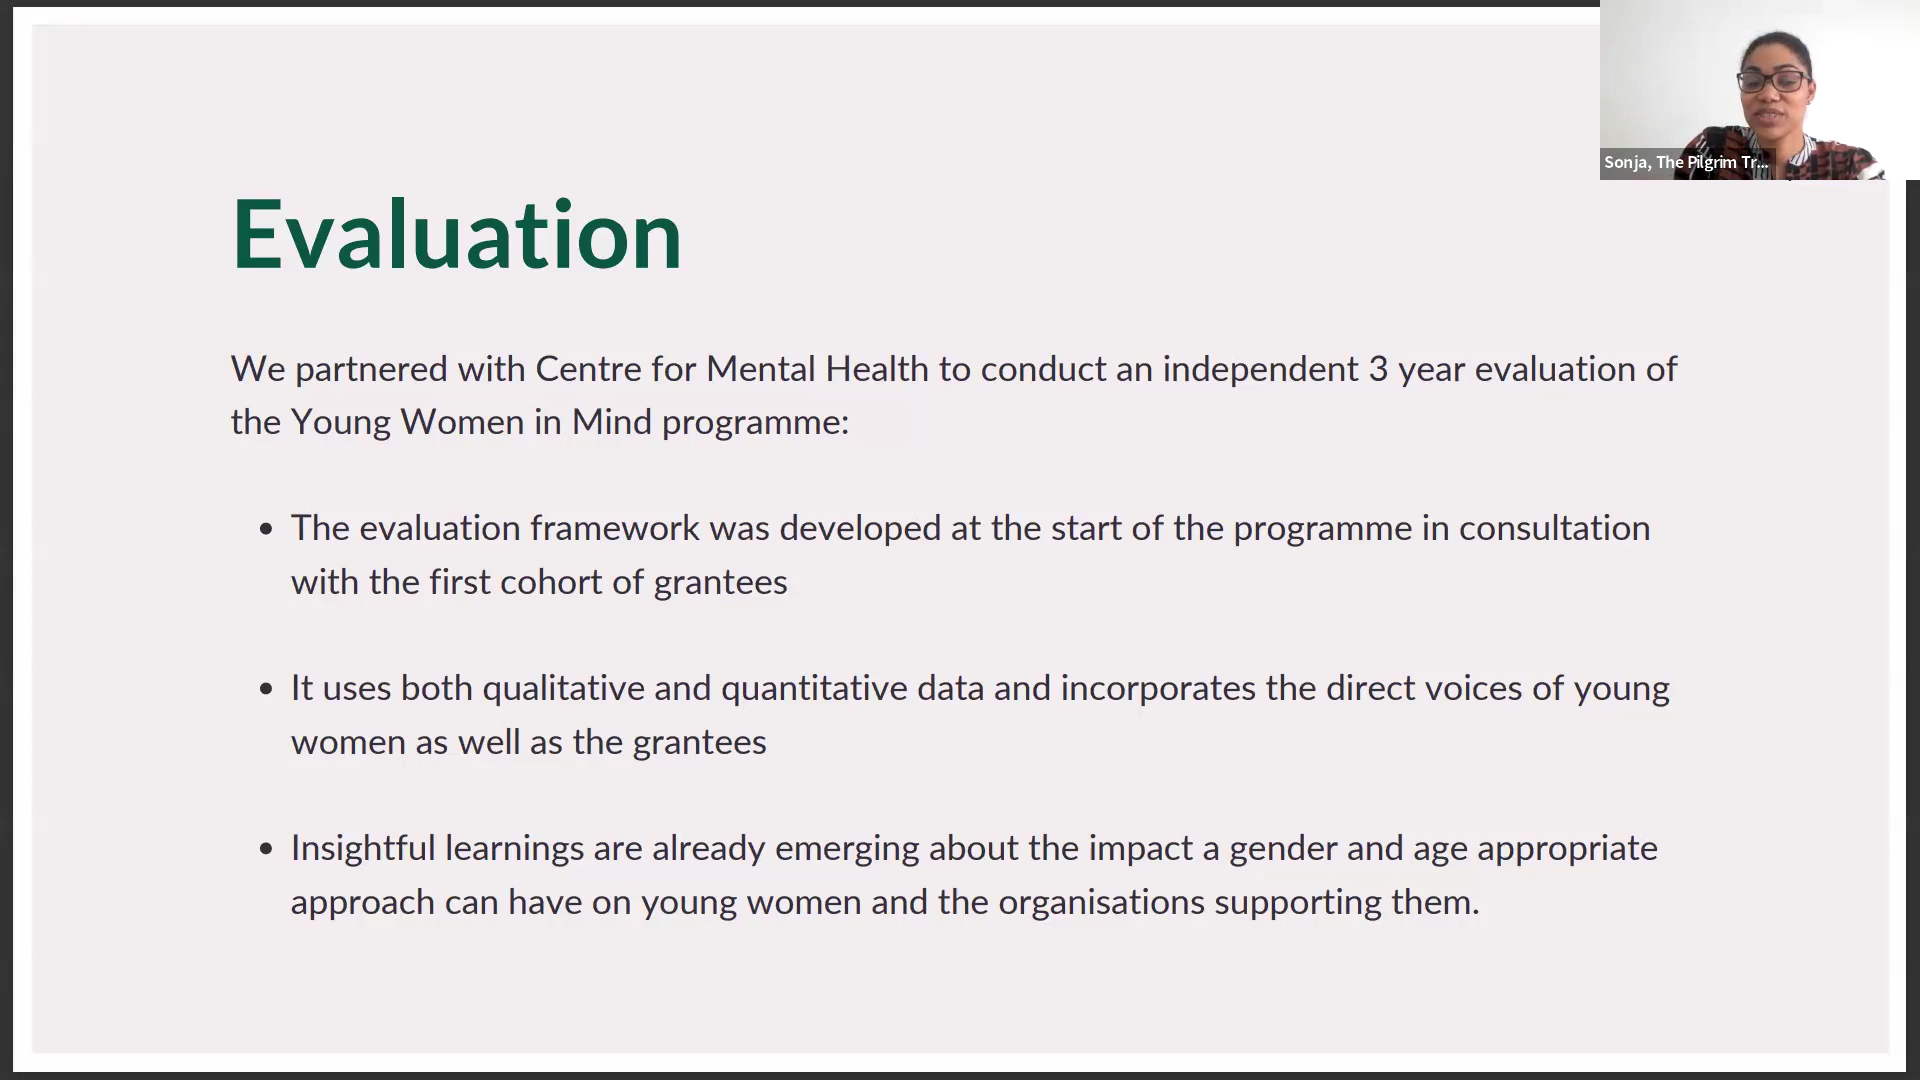 Sonja, The Pilgrim Tr...
Evaluation
We partnered with Centre for Mental Health to conduct an independent 3 year evaluation of
the Young Women in Mind programme:
• The evaluation framework was developed at the start of the programme in consultation
with the first cohort of grantees
• It uses both qualitative and quantitative data and incorporates the direct voices of young
women as well as the grantees
• Insightful learnings are already emerging about the impact a gender and age appropriate
approach can have on young women and the organisations supporting them.